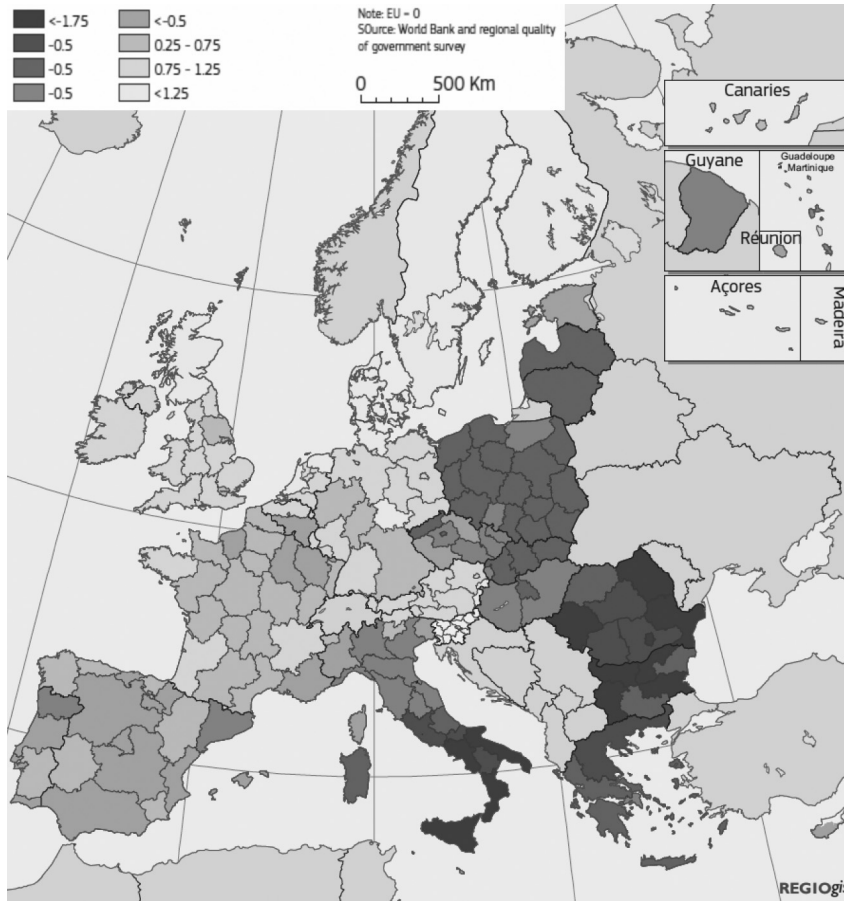 <-1.75
-0.5
-0.5
-0.5
<-0.5
0.25 - 0.75
0.75 - 1.25
<1.25
Note: EU = 0
SOurce: World Bank and regional quality
of government survey
0 500 Km
Canaries
Guyane
Guadeloupe
Martinique
Réunion
Açores
Madeira
REGIOgis